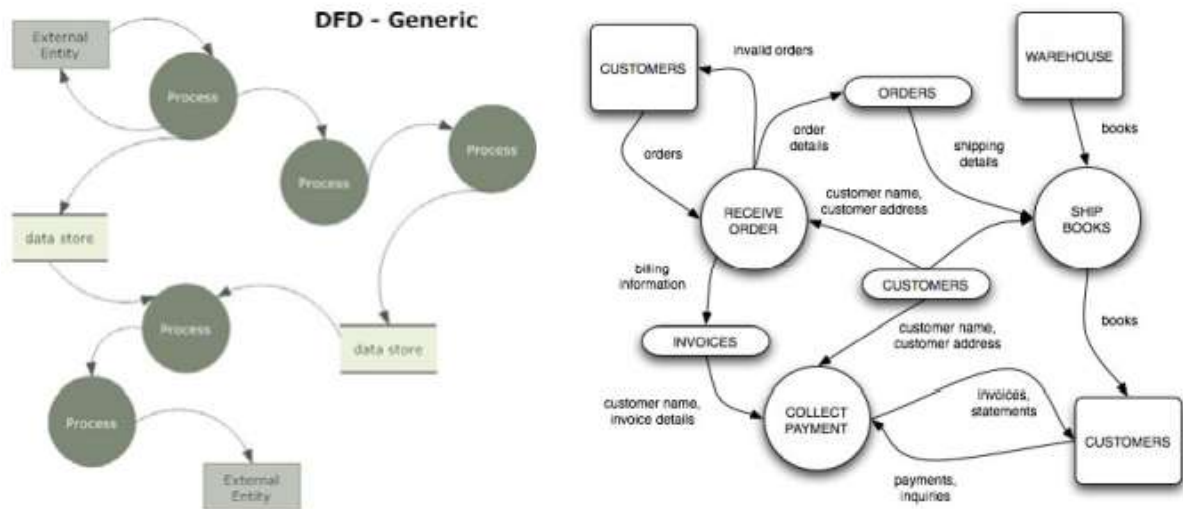 DFD - Generic
External
Entity
Process
Process
Process
data store
Process
data store
Process
External
Entity
CUSTOMERS
invalid orders
ORDERS
WAREHOUSE
orders
order
details
shipping
details
books
customer name,
customer address
RECEIVE
ORDER
SHIP
BOOKS
billing
information
CUSTOMERS
INVOICES
customer name,
customer address
books
customer name,
invoice details
COLLECT
PAYMENT
invoices,
statements
CUSTOMERS
payments,
inquiries